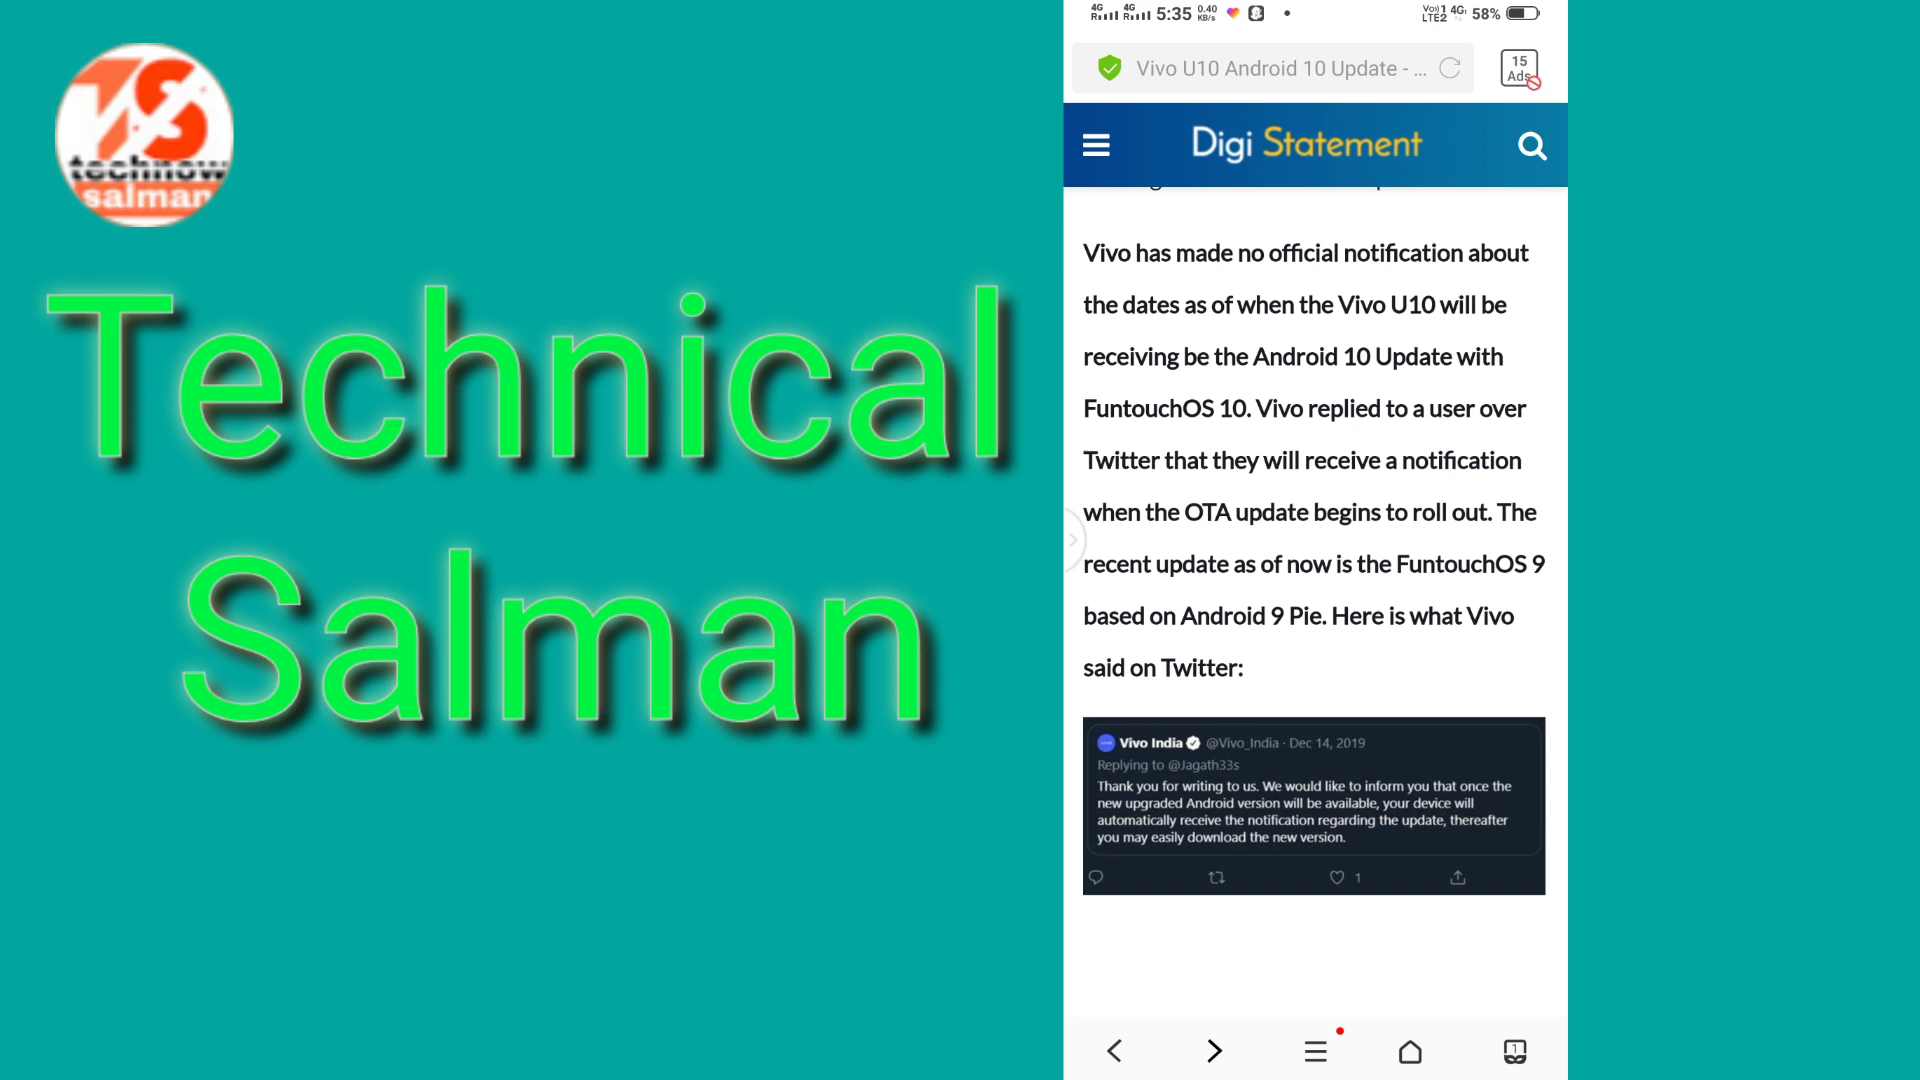 TS
technow
salman
Technical
Salman
4G R 4G R 5:35 0.40 KB/s
VoI) 1 LTE2 4G 58%
Vivo U10 Android 10 Update - ...
15
Ads
Digi Statement
Vivo has made no official notification about
the dates as of when the Vivo U10 will be
receiving be the Android 10 Update with
FuntouchOS 10. Vivo replied to a user over
Twitter that they will receive a notification
when the OTA update begins to roll out. The
recent update as of now is the FuntouchOS 9
based on Android 9 Pie. Here is what Vivo
said on Twitter:
Vivo India @Vivo_India · Dec 14, 2019
Replying to @Jagath33s
Thank you for writing to us. We would like to inform you that once the
new upgraded Android version will be available, your device will
automatically receive the notification regarding the update, thereafter
you may easily download the new version.
1
1